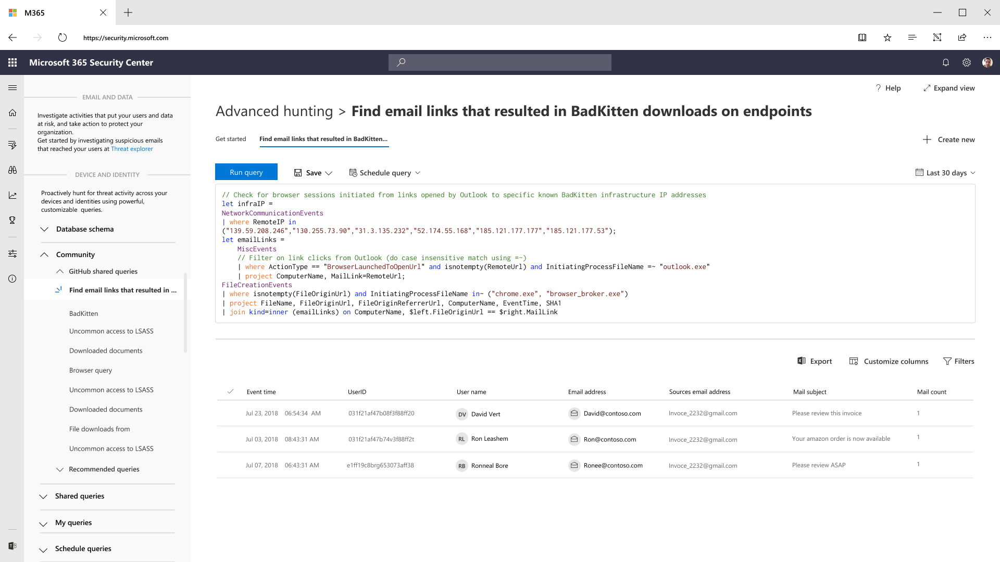 M365
https://security.microsoft.com
Microsoft 365 Security Center
EMAIL AND DATA
Investigate activities that put your users and data
at risk, and take action to protect your
organization.
Get started by investigating suspicious emails
that reached your users at Threat explorer
DEVICE AND IDENTITY
Proactively hunt for threat activity across your
devices and identities using powerful,
customizable queries.
Database schema
Community
GitHub shared queries
Find email links that resulted in ...
BadKitten
Uncommon access to LSASS
Downloaded documents
Browser query
Uncommon access to LSASS
Downloaded documents
File downloads from
Uncommon access to LSASS
Recommended queries
Shared queries
My queries
Schedule queries
? Help
Expand view
Advanced hunting > Find email links that resulted in BadKitten downloads on endpoints
Get started
Find email links that resulted in BadKitten...
Create new
Run query
Save
Schedule query
Last 30 days
// Check for browser sessions initiated from links opened by Outlook to specific known BadKitten infrastructure IP addresses
let infraIP =
NetworkCommunicationEvents
| where RemoteIP in
("139.59.208.246","130.255.73.90","31.3.135.232","52.174.55.168","185.121.177.177","185.121.177.53");
let emailLinks =
MiscEvents
// Filter on link clicks from Outlook (do case insensitive match using =~)
| where ActionType == "BrowserLaunchedToOpenUrl" and isnotempty(RemoteUrl) and InitiatingProcessFileName =~ "outlook.exe"
| project ComputerName, MailLink=RemoteUrl;
FileCreationEvents
| where isnotempty(FileOriginUrl) and InitiatingProcessFileName in~ ("chrome.exe", "browser_broker.exe")
| project FileName, FileOriginUrl, FileOriginReferrerUrl, ComputerName, EventTime, SHA1
| join kind=inner (emailLinks) on ComputerName, $left.FileOriginUrl == $right.MailLink
Export
Customize columns
Filters
Event time UserID User name Email address Sources email address Mail subject Mail count
Jul 23, 2018 06:54:34 AM 031f21af47b08f3f88ff20 DV David Vert David@contoso.com Invoce_2232@gmail.com Please review this invoice 1
Jul 03, 2018 08:43:31 AM 031f21af47b74v3f88ff2t RL Ron Leashem Ron@contoso.com Invoce_2232@gmail.com Your amazon order is now available 1
Jul 07, 2018 06:43:31 AM e1ff19c8brg653073aff38 RB Ronneal Bore Ronee@contoso.com Invoce_2232@gmail.com Please review ASAP 1